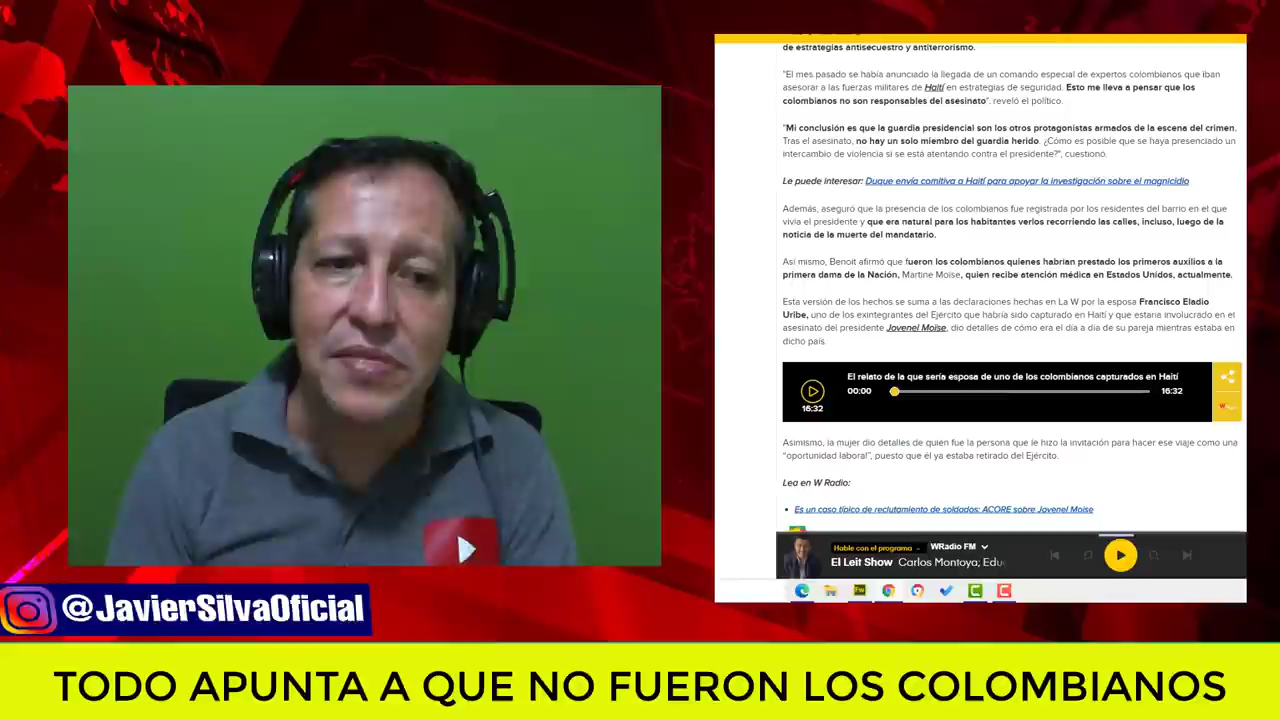 de estrategias antisecuestro y antiterrorismo.
"El mes pasado se había anunciado la llegada de un comando especial de expertos colombianos que iban
asesorar a las fuerzas militares de Haití en estrategias de seguridad. Esto me lleva a pensar que los
colombianos no son responsables del asesinato", reveló el político.
"Mi conclusión es que la guardia presidencial son los otros protagonistas armados de la escena del crimen.
Tras el asesinato, no hay un solo miembro del guardia herido. ¿Cómo es posible que se haya presenciado un
intercambio de violencia si se está atentando contra el presidente?", cuestionó.
Le puede interesar: Duque envía comitiva a Haití para apoyar la investigación sobre el magnicidio
Además, aseguró que la presencia de los colombianos fue registrada por los residentes del barrio en el que
vivía el presidente y que era natural para los habitantes verlos recorriendo las calles, incluso, luego de la
noticia de la muerte del mandatario.
Así mismo, Benoit afirmó que fueron los colombianos quienes habrían prestado los primeros auxilios a la
primera dama de la Nación, Martine Moïse, quien recibe atención médica en Estados Unidos, actualmente.
Esta versión de los hechos se suma a las declaraciones hechas en La W por la esposa Francisco Eladio
Uribe, uno de los exintegrantes del Ejército que habría sido capturado en Haití y que estaría involucrado en el
asesinato del presidente Jovenel Moïse, dio detalles de cómo era el día a día de su pareja mientras estaba en
dicho país.
El relato de la que sería esposa de uno de los colombianos capturados en Haití
00:00 16:32
16:32
Asimismo, la mujer dio detalles de quien fue la persona que le hizo la invitación para hacer ese viaje como una
"oportunidad laboral", puesto que él ya estaba retirado del Ejército.
Lea en W Radio:
• Es un caso típico de reclutamiento de soldados: ACORE sobre Jovenel Moise
Hable con el programa WRadio FM
El Leit Show Carlos Montoya; Edu
Fw
@JavierSilvaOficial
TODO APUNTA A QUE NO FUERON LOS COLOMBIANOS